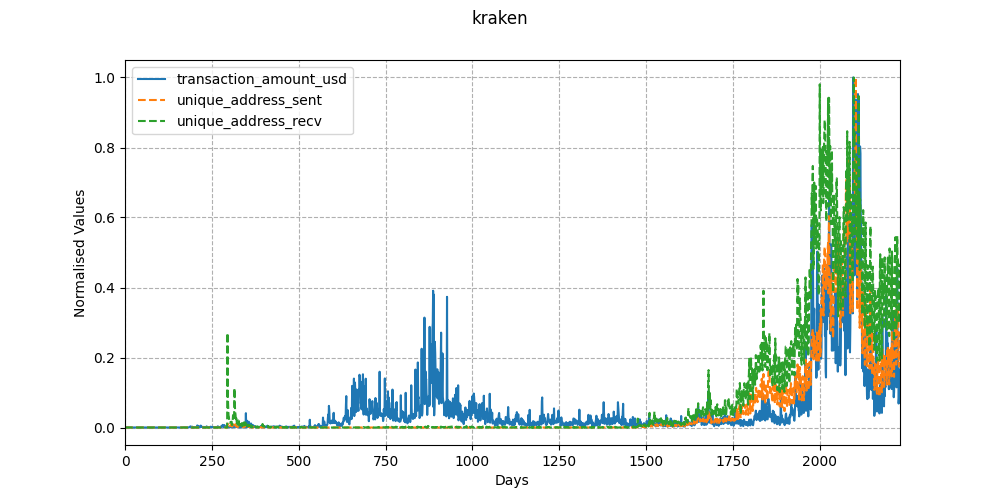 kraken
transaction_amount_usd
unique_address_sent
unique_address_recv
1.0
0.8
0.6
0.4
0.2
0.0
Normalised Values
0 250 500 750 1000 1250 1500 1750 2000
Days